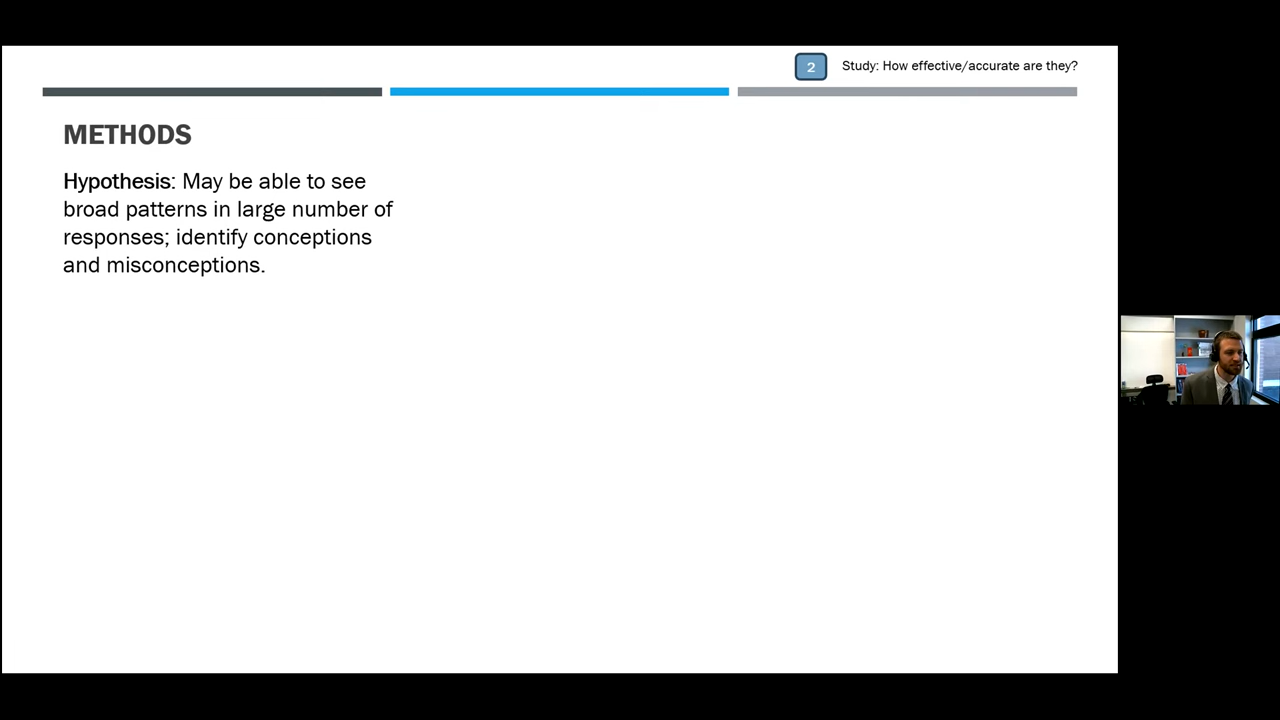 2 Study: How effective/accurate are they?
METHODS
Hypothesis: May be able to see
broad patterns in large number of
responses; identify conceptions
and misconceptions.